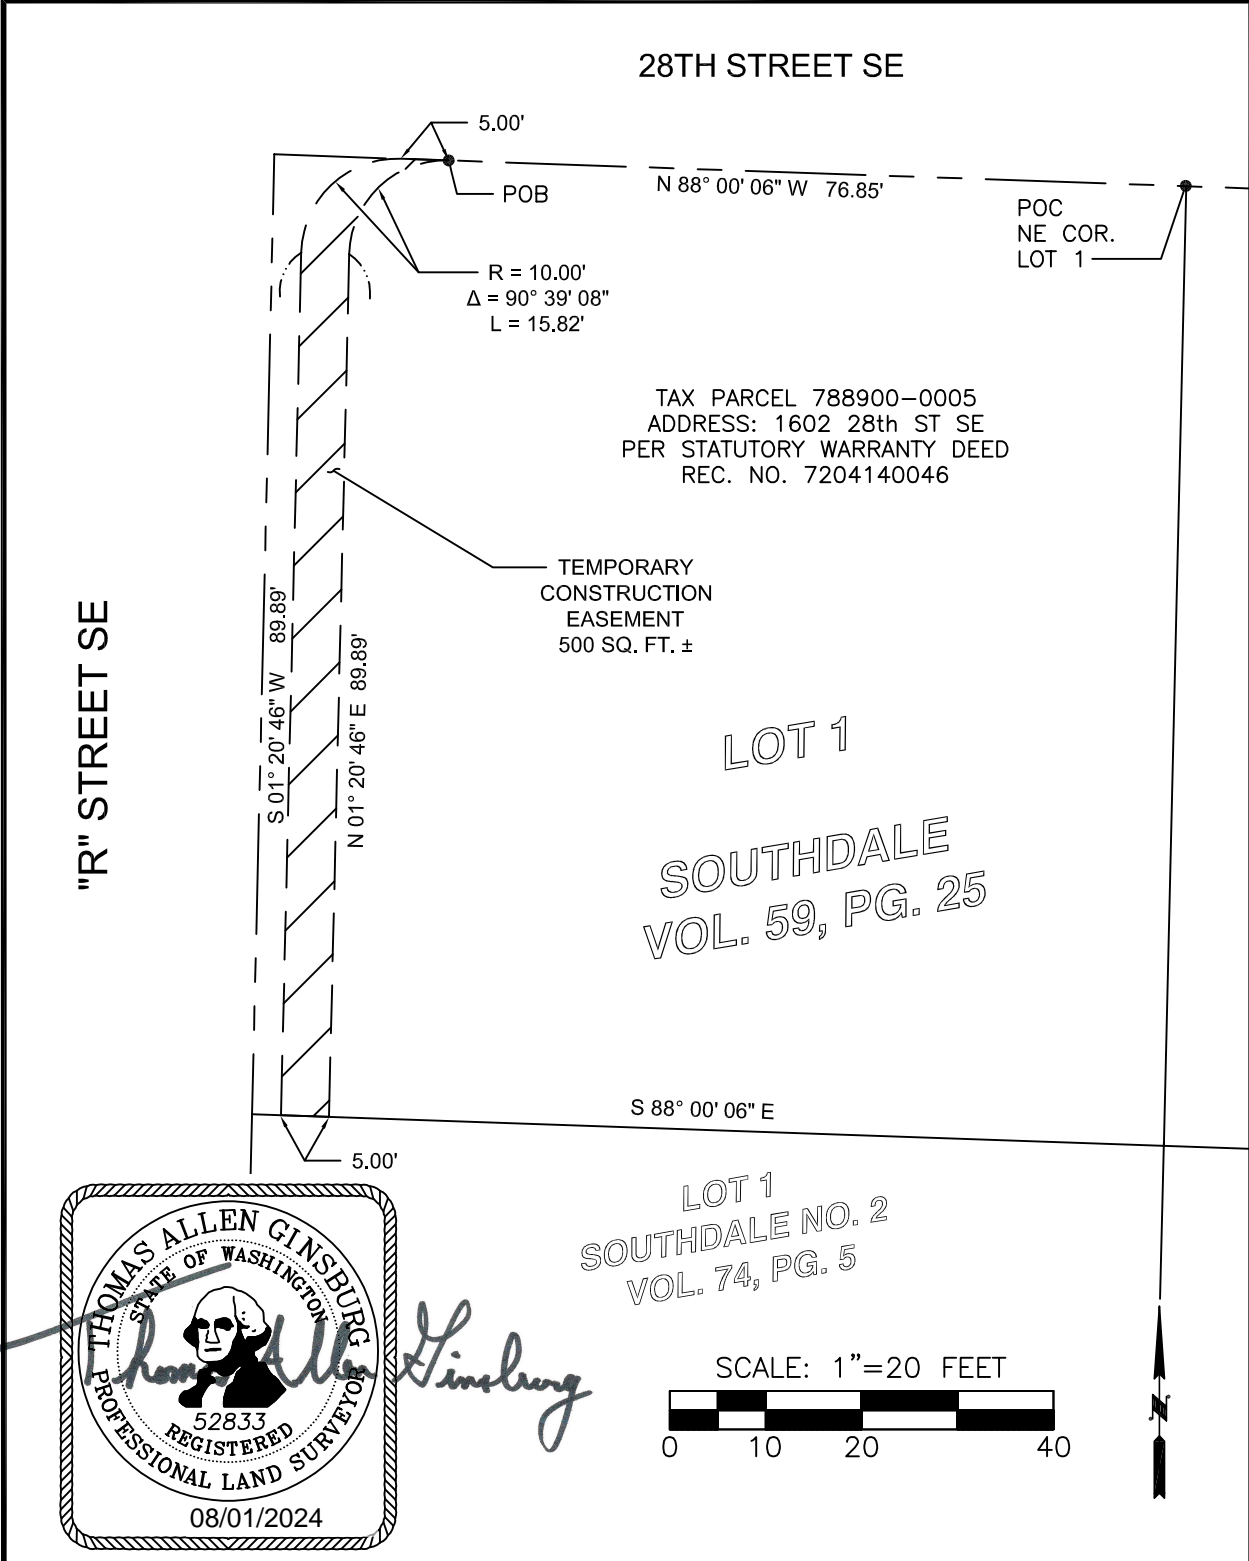 28TH STREET SE
5.00'
POB
N 88° 00' 06" W 76.85'
POC
NE COR.
LOT 1
R = 10.00'
Δ = 90° 39' 08"
L = 15.82'
TAX PARCEL 788900-0005
ADDRESS: 1602 28th ST SE
PER STATUTORY WARRANTY DEED
REC. NO. 7204140046
TEMPORARY
CONSTRUCTION
EASEMENT
500 SQ. FT. ±
"R" STREET SE
S 01° 20' 46" W 89.89'
N 01° 20' 46" E 89.89'
LOT 1
SOUTHDALE
VOL. 59, PG. 25
S 88° 00' 06" E
5.00'
LOT 1
SOUTHDALE NO. 2
VOL. 74, PG. 5
THOMAS ALLEN GINSBURG
STATE OF WASHINGTON
Thomas Allen Ginsburg
52833
REGISTERED
PROFESSIONAL LAND SURVEYOR
08/01/2024
SCALE: 1"=20 FEET
0 10 20 40
N